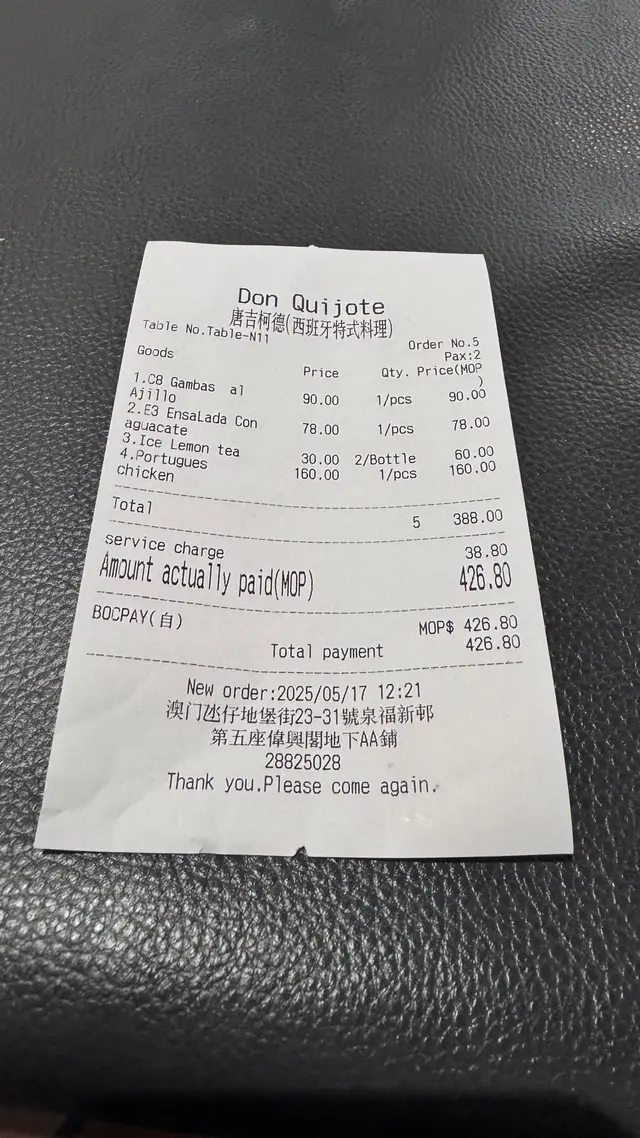 Don Quijote
唐吉柯德(西班牙特式料理)
Table No.Table-N11
Order No.5
Pax:2
Goods Price Qty. Price(MOP
)
1.C8 Gambas al
Ajillo 90.00 1/pcs 90.00
2.E3 EnsaLada Con
aguacate 78.00 1/pcs 78.00
3.Ice Lemon tea 30.00 2/Bottle 60.00
4.Portugues
chicken 160.00 1/pcs 160.00
Total 5 388.00
service charge 38.80
Amount actually paid(MOP) 426.80
BOCPAY(自) MOP$ 426.80
Total payment 426.80
New order:2025/05/17 12:21
澳门氹仔地堡街23-31號泉福新邨
第五座偉興閣地下AA鋪
28825028
Thank you.Please come again.